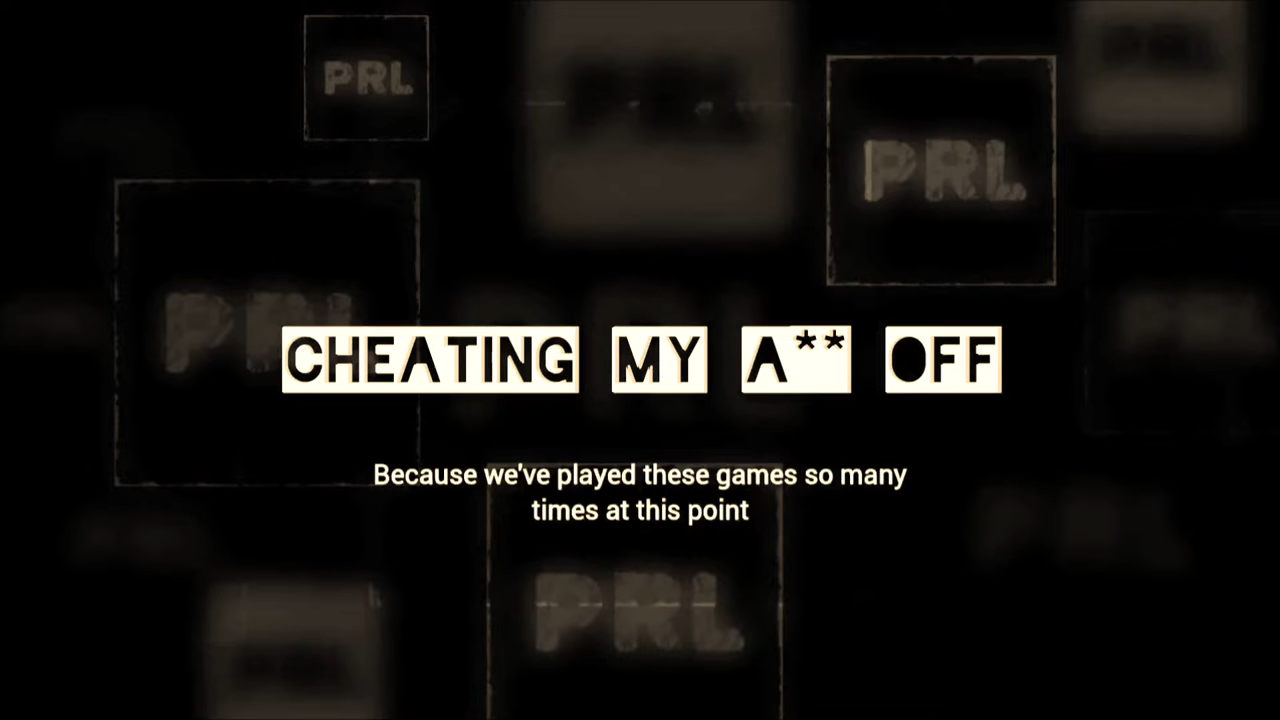 PRL
PRL
PRL
CHEATING MY A** OFF
Because we've played these games so many
times at this point
PRL